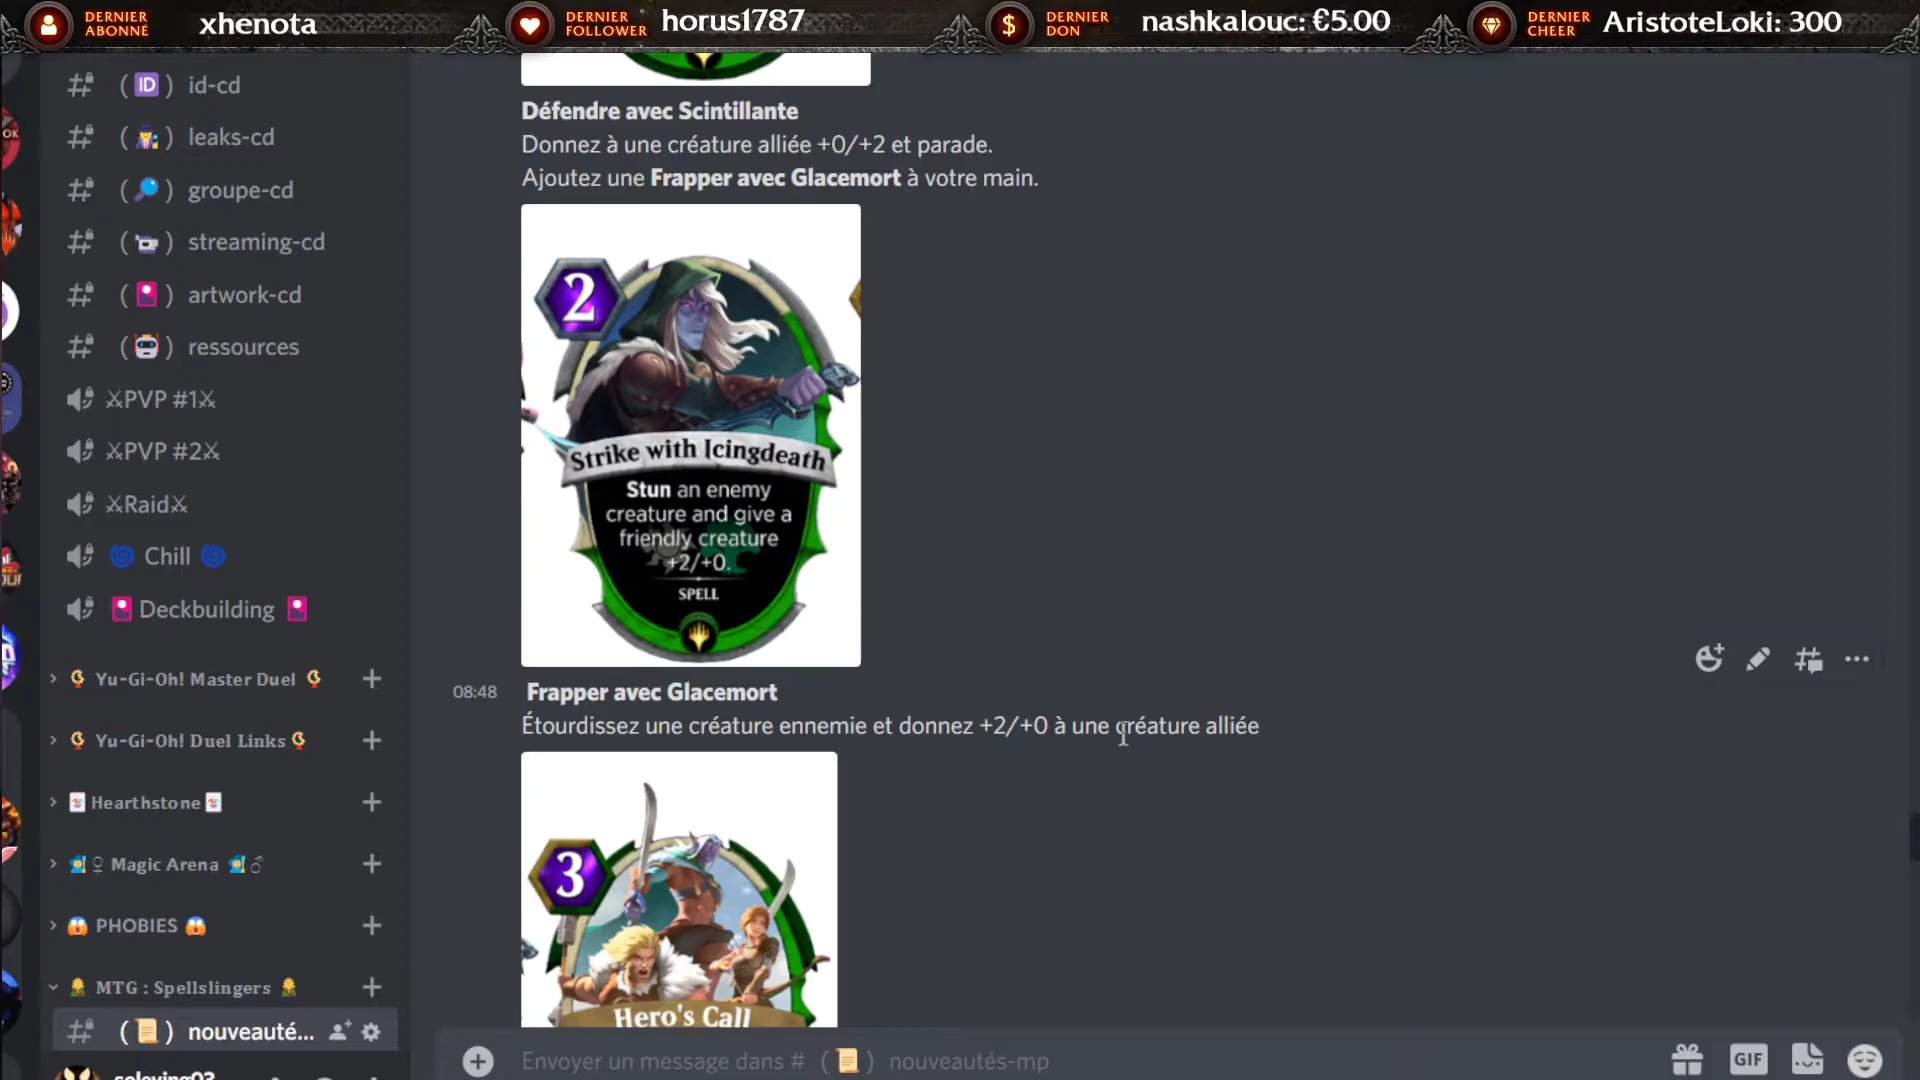 DERNIER ABONNÉ xhenota
DERNIER FOLLOWER horus1787
DERNIER DON nashkalouc: €5.00
DERNIER CHEER AristoteLoki: 300
( ID ) id-cd
( ) leaks-cd
( ) groupe-cd
( ) streaming-cd
( ) artwork-cd
( ) ressources
⚔PVP #1⚔
⚔PVP #2⚔
⚔Raid⚔
🌀 Chill 🌀
Deckbuilding
Yu-Gi-Oh! Master Duel
Yu-Gi-Oh! Duel Links
Hearthstone
Magic Arena
😱 PHOBIES 😱
MTG : Spellslingers
( 📜 ) nouveauté...
Défendre avec Scintillante
Donnez à une créature alliée +0/+2 et parade.
Ajoutez une Frapper avec Glacemort à votre main.
2
Strike with Icingdeath
Stun an enemy
creature and give a
friendly creature
+2/+0.
SPELL
08:48 Frapper avec Glacemort
Étourdissez une créature ennemie et donnez +2/+0 à une créature alliée
3
Hero's Call
Envoyer un message dans # ( 📜 ) nouveautés-mp
GIF